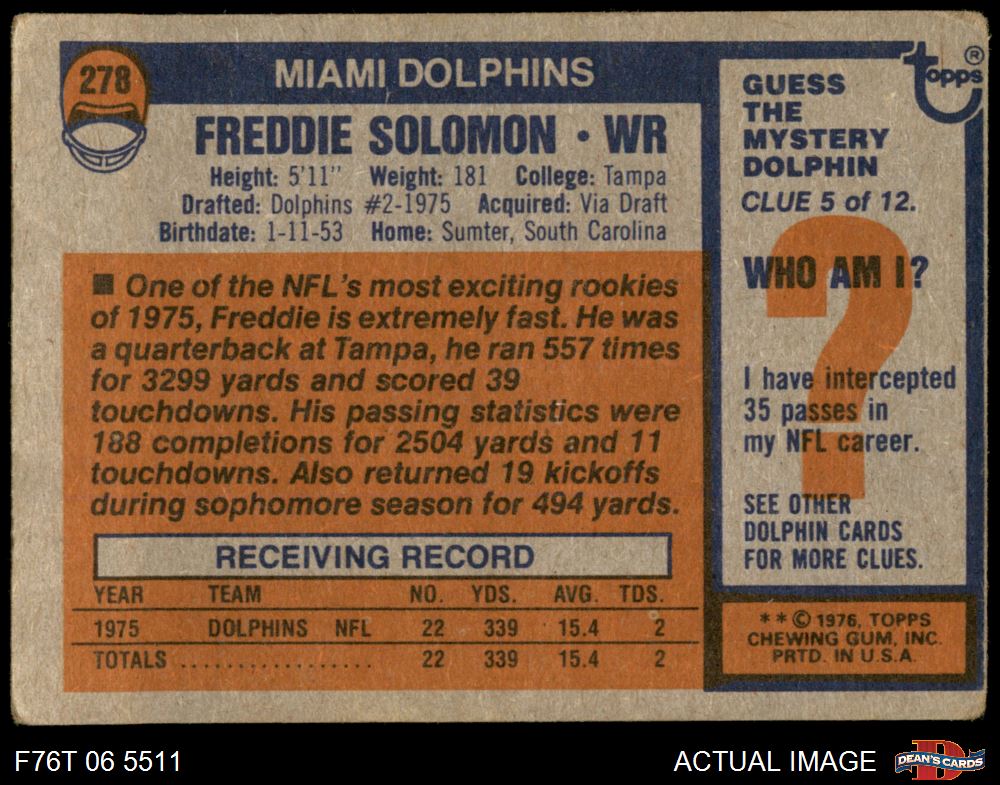 278
MIAMI DOLPHINS
FREDDIE SOLOMON • WR
Height: 5'11" Weight: 181 College: Tampa
Drafted: Dolphins #2-1975 Acquired: Via Draft
Birthdate: 1-11-53 Home: Sumter, South Carolina
■ One of the NFL's most exciting rookies
of 1975, Freddie is extremely fast. He was
a quarterback at Tampa, he ran 557 times
for 3299 yards and scored 39
touchdowns. His passing statistics were
188 completions for 2504 yards and 11
touchdowns. Also returned 19 kickoffs
during sophomore season for 494 yards.
RECEIVING RECORD
YEAR TEAM NO. YDS. AVG. TDS.
1975 DOLPHINS NFL 22 339 15.4 2
TOTALS ................. 22 339 15.4 2
topps®
GUESS
THE
MYSTERY
DOLPHIN
CLUE 5 of 12.
?
WHO AM I?
I have intercepted
35 passes in
my NFL career.
SEE OTHER
DOLPHIN CARDS
FOR MORE CLUES.
* * © 1976, TOPPS
CHEWING GUM, INC.
PRTD. IN U.S.A.
F76T 06 5511
ACTUAL IMAGE
D
DEAN'S CARDS